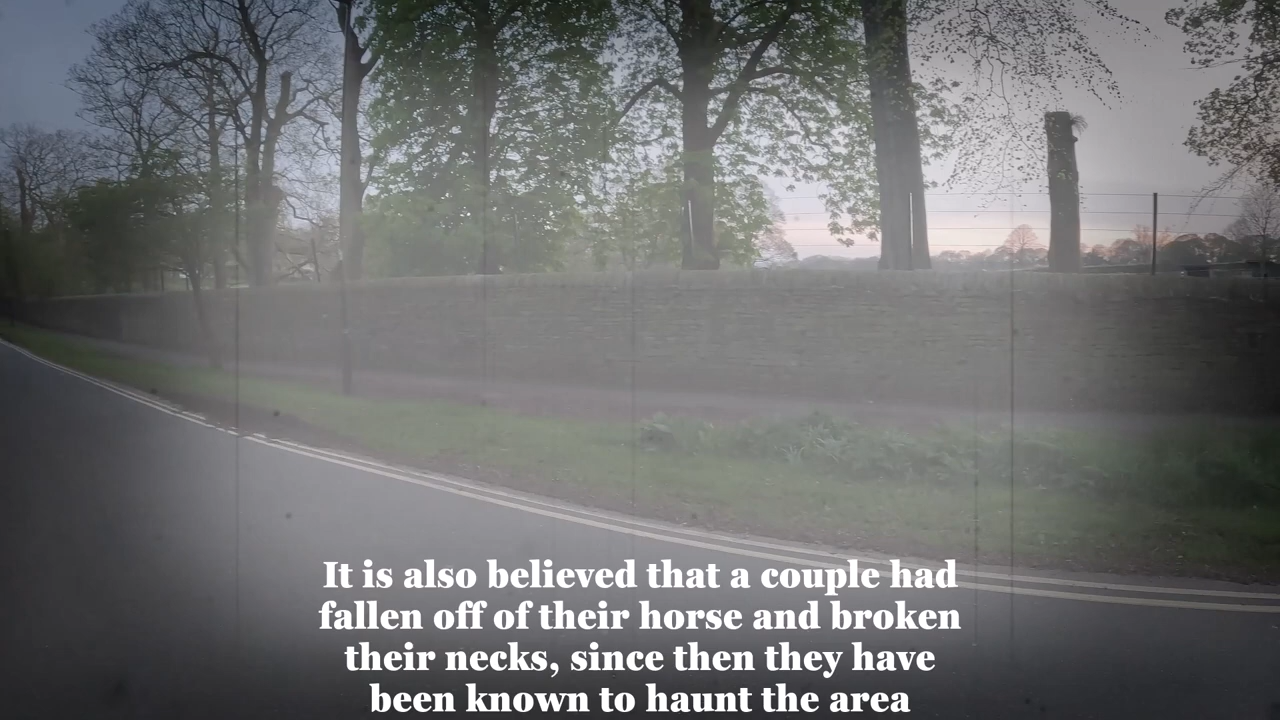 It is also believed that a couple had
fallen off of their horse and broken
their necks, since then they have
been known to haunt the area